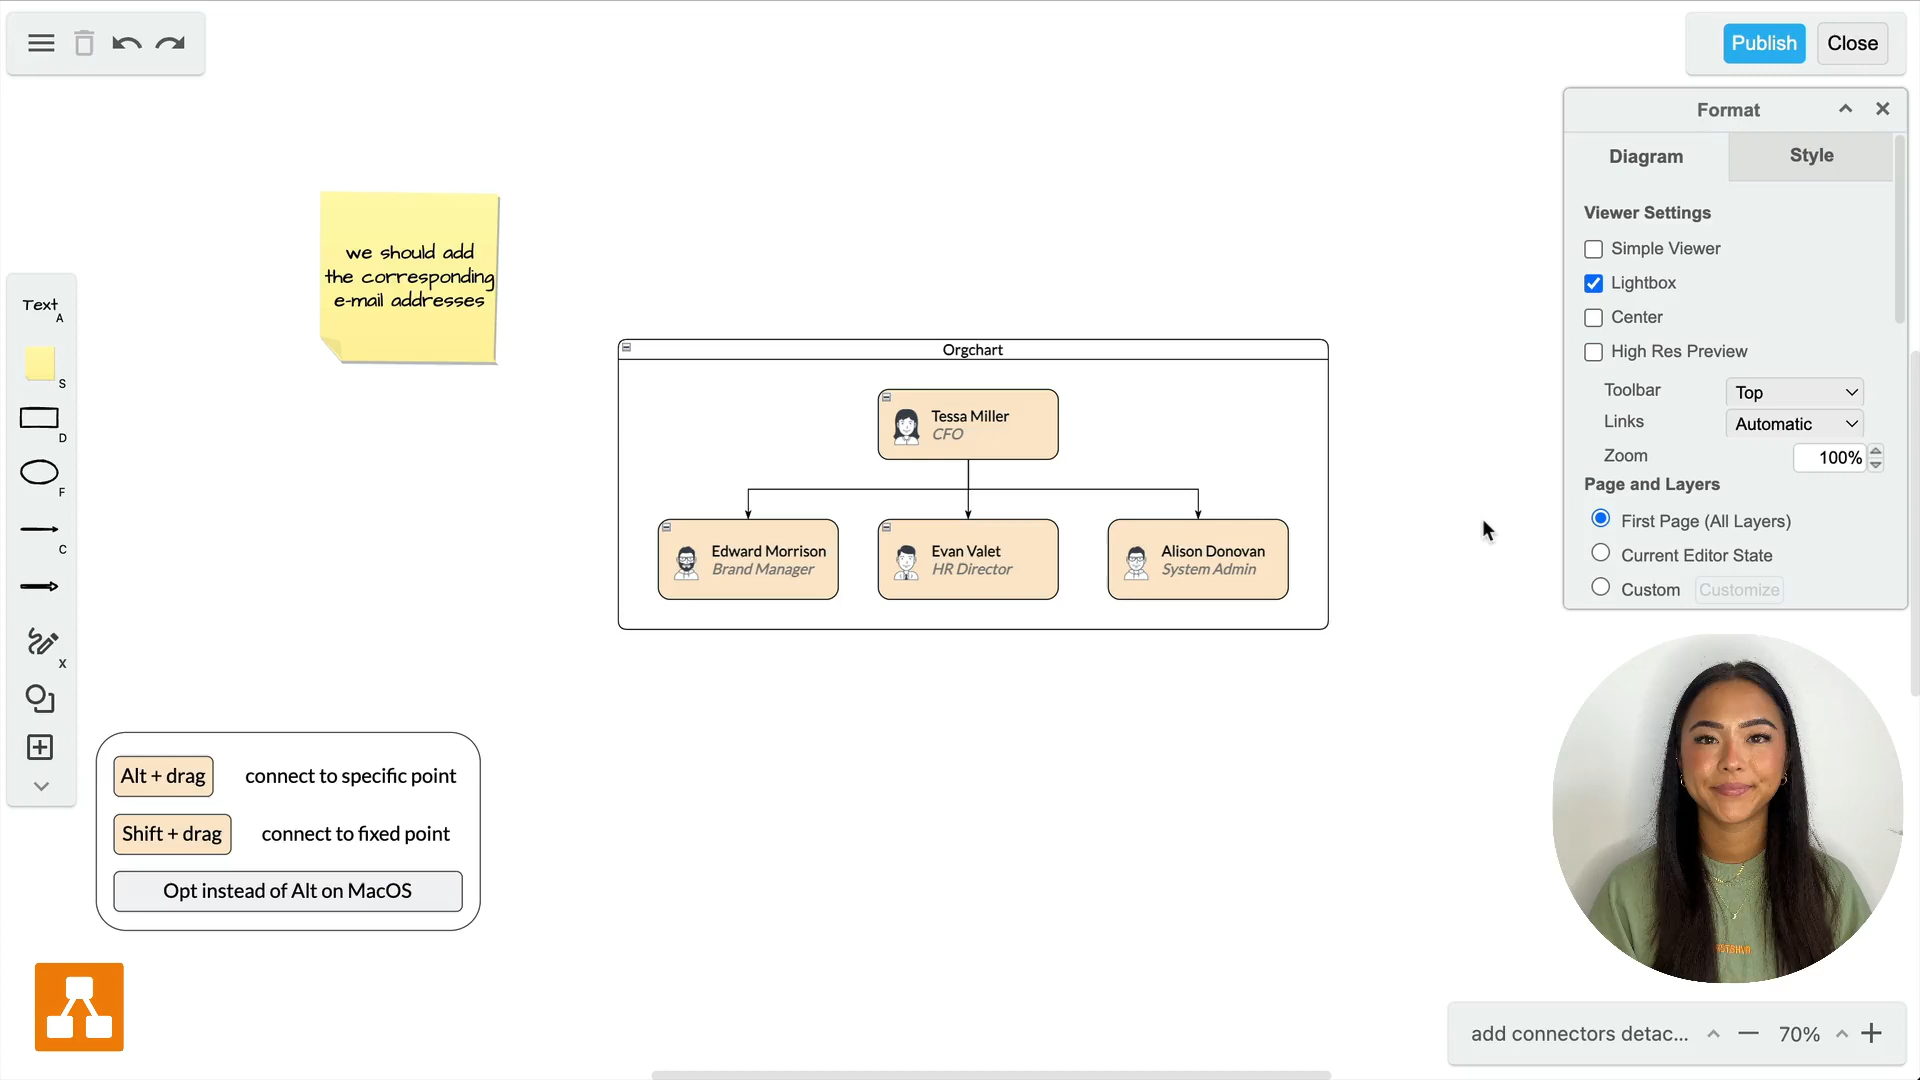 Publish
Close
Format
Diagram
Style
Viewer Settings
Simple Viewer
Lightbox
Center
High Res Preview
Toolbar
Top
Links
Automatic
Zoom
100%
Page and Layers
First Page (All Layers)
Current Editor State
Custom
Customize
we should add
the corresponding
e-mail addresses
Text
A
S
D
F
C
X
Orgchart
Tessa Miller
CFO
Edward Morrison
Brand Manager
Evan Valet
HR Director
Alison Donovan
System Admin
Alt + drag
connect to specific point
Shift + drag
connect to fixed point
Opt instead of Alt on MacOS
add connectors detac...
70%